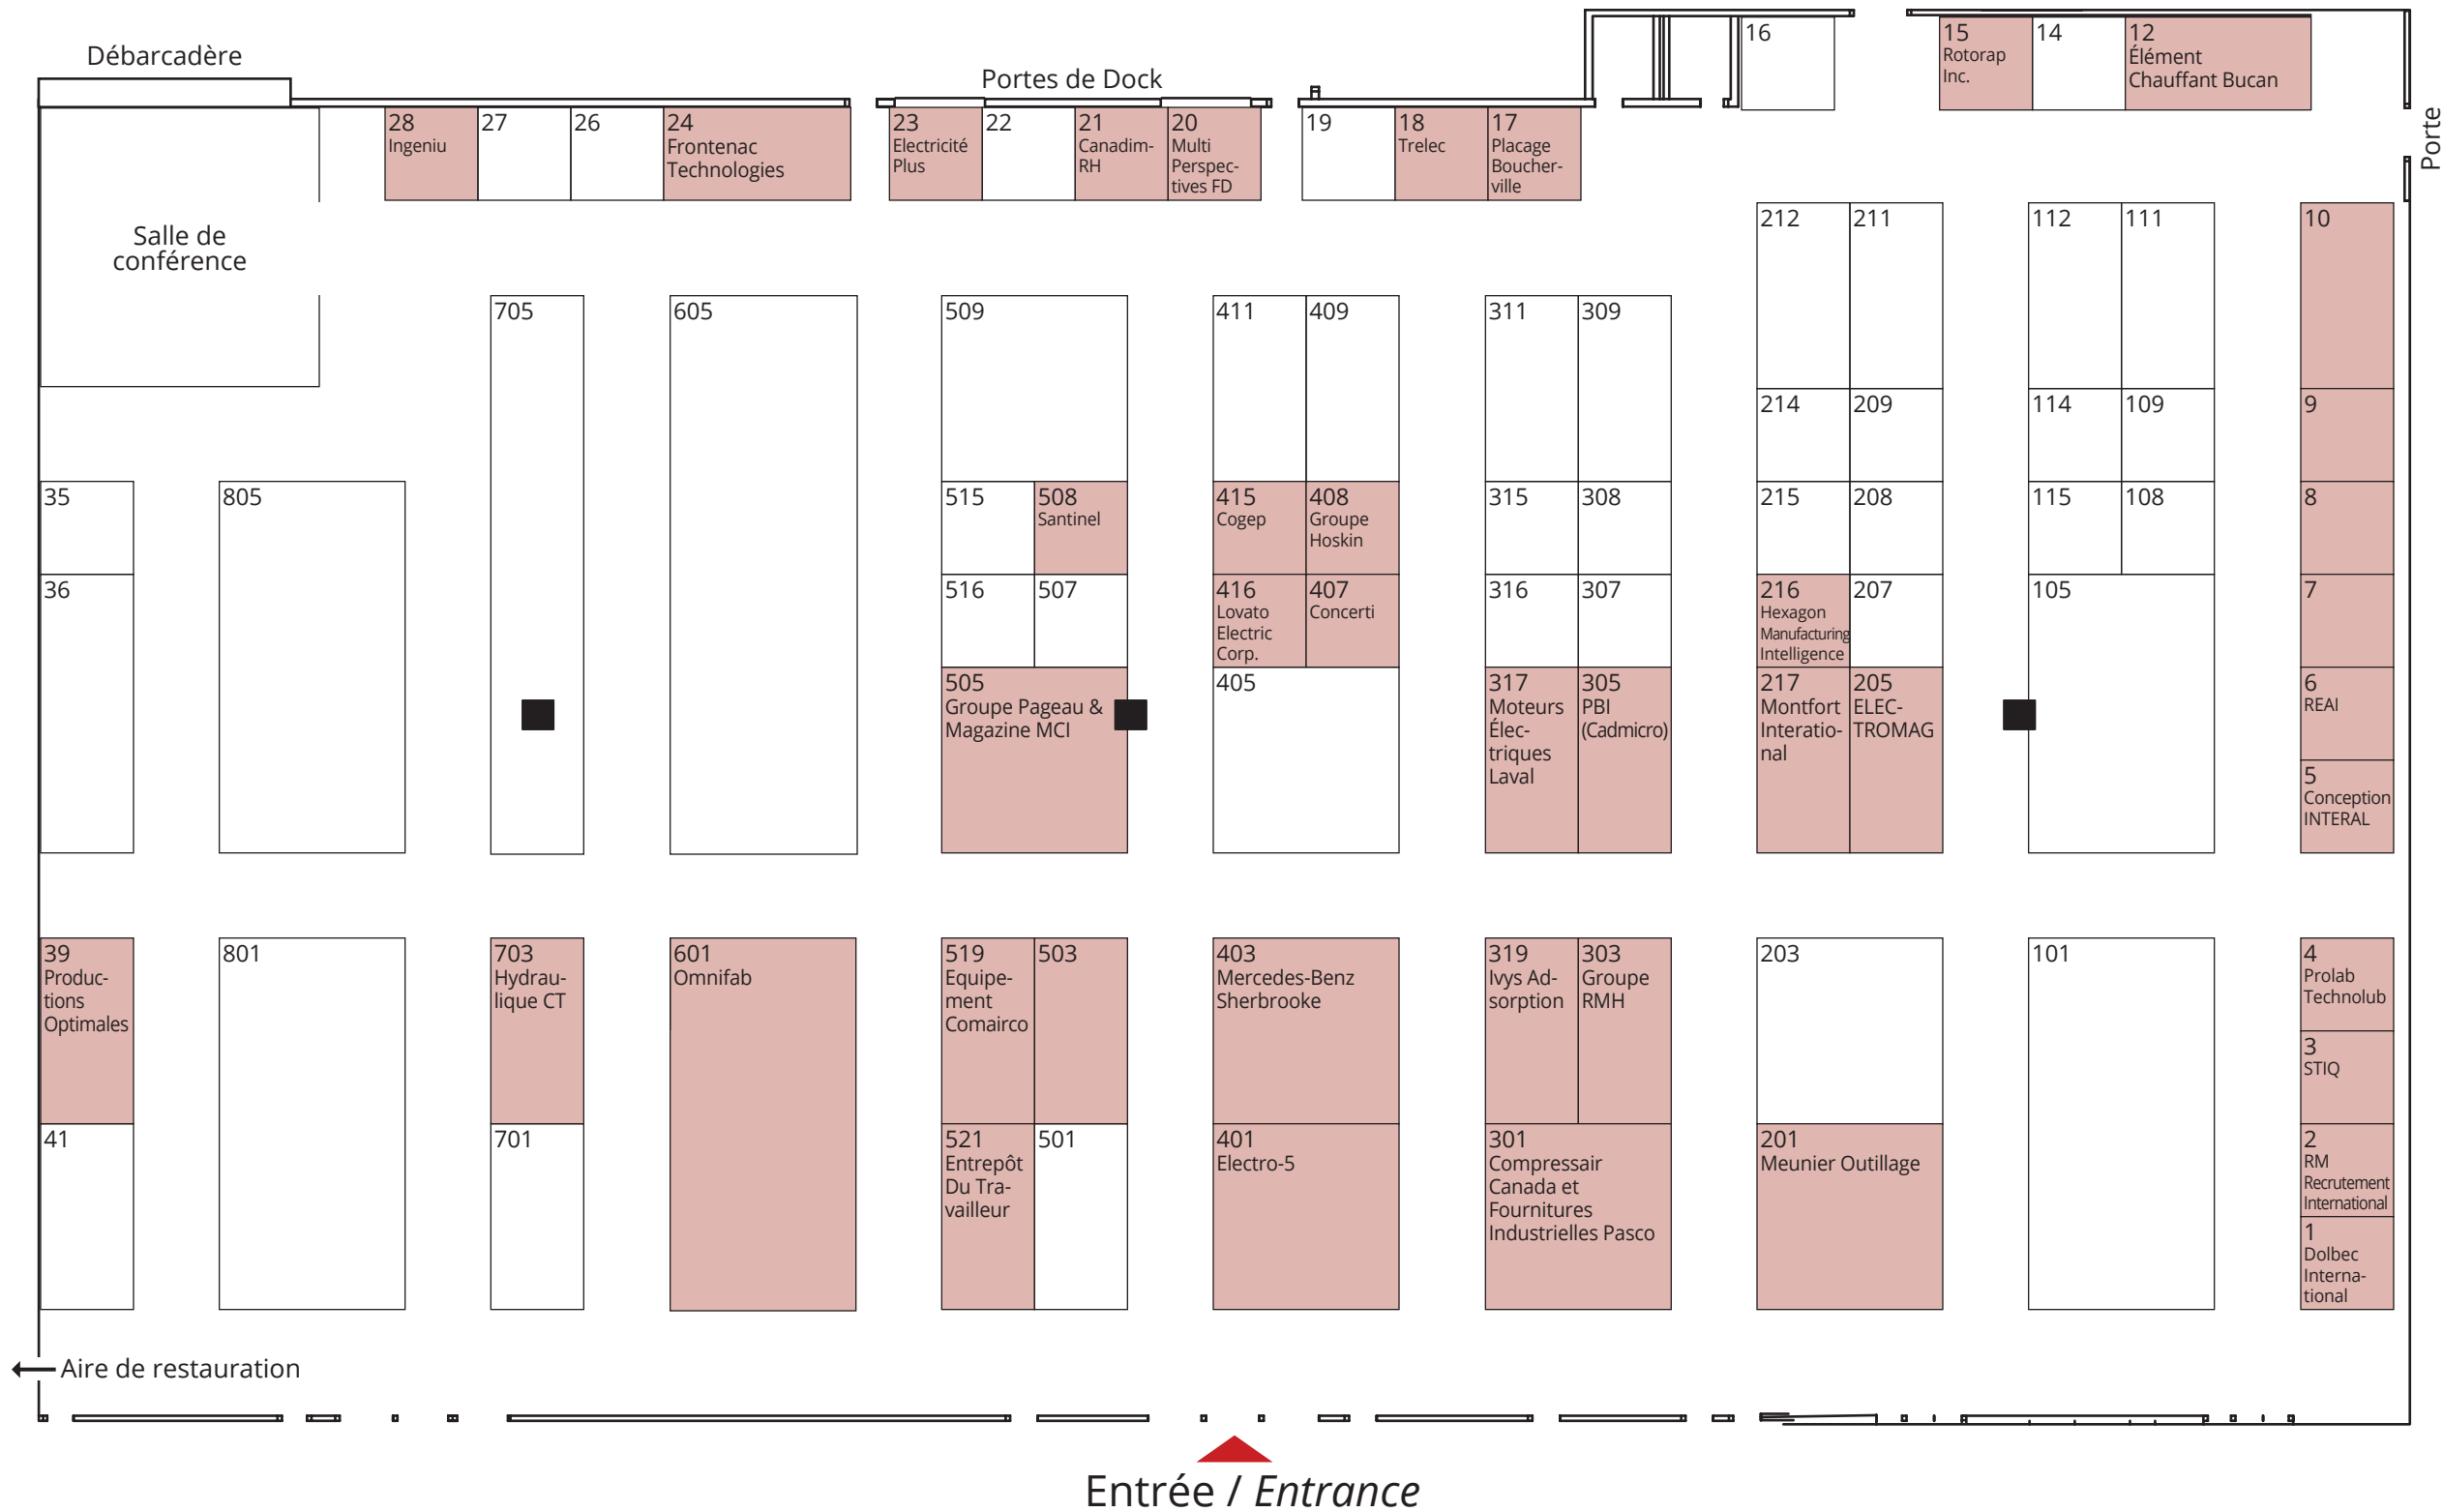 Débarcadère
Portes de Dock
16
15
Rotorap
Inc.
14
12
Élément
Chauffant Bucan
Porte
28
Ingeniu
27
26
24
Frontenac
Technologies
23
Electricité
Plus
22
21
Canadim-
RH
20
Multi
Perspec-
tives FD
19
18
Trelec
17
Placage
Boucher-
ville
Salle de
conférence
212
211
112
111
10
705
605
509
411
409
311
309
214
209
114
109
9
35
805
515
508
Santinel
415
Cogep
408
Groupe
Hoskin
315
308
215
208
115
108
8
36
516
507
416
Lovato
Electric
Corp.
407
Concerti
316
307
216
Hexagon
Manufacturing
Intelligence
207
105
7
505
Groupe Pageau &
Magazine MCI
405
317
Moteurs
Élec-
triques
Laval
305
PBI
(Cadmicro)
217
Montfort
Interatio-
nal
205
ELEC-
TROMAG
6
REAI
5
Conception
INTERAL
39
Produc-
tions
Optimales
801
703
Hydrau-
lique CT
601
Omnifab
519
Equipe-
ment
Comairco
503
403
Mercedes-Benz
Sherbrooke
319
Ivys Ad-
sorption
303
Groupe
RMH
203
101
4
Prolab
Technolub
3
STIQ
41
701
521
Entrepôt
Du Tra-
vailleur
501
401
Electro-5
301
Compressair
Canada et
Fournitures
Industrielles Pasco
201
Meunier Outillage
2
RM
Recrutement
International
1
Dolbec
Interna-
tional
Aire de restauration
Entrée / Entrance